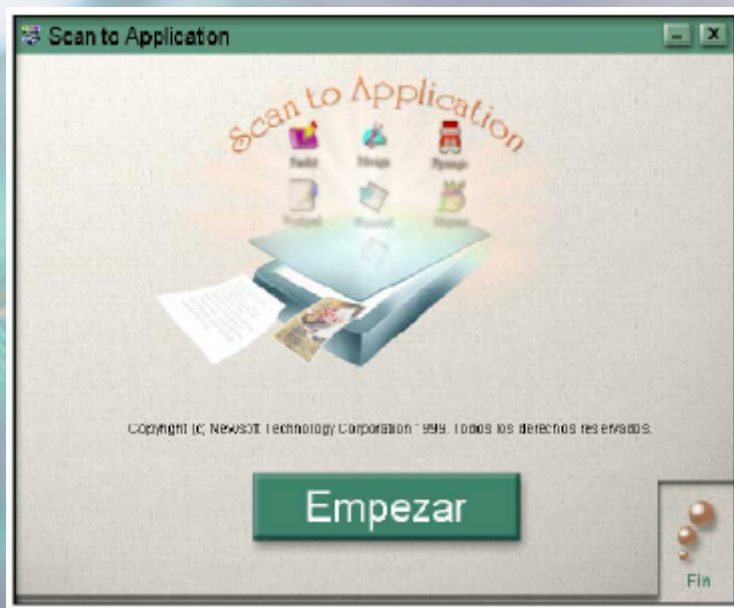 Scan to Application
Scan to Application
Copyright (c) Newsoft Technology Corporation 1999. Todos los derechos reservados.
Empezar
Fin